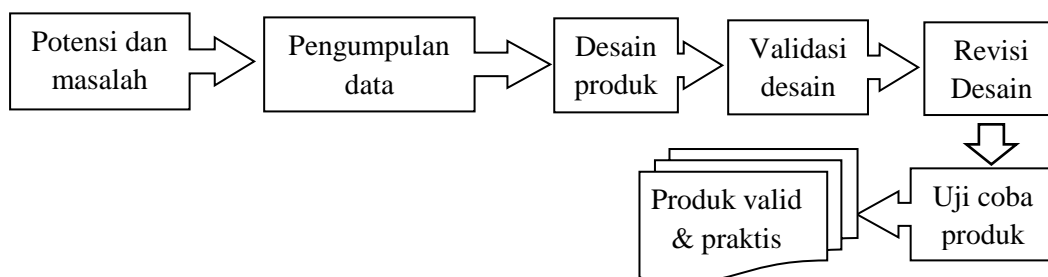 Potensi dan
masalah
Pengumpulan
data
Desain
produk
Validasi
desain
Revisi
Desain
Uji coba
produk
Produk valid
& praktis